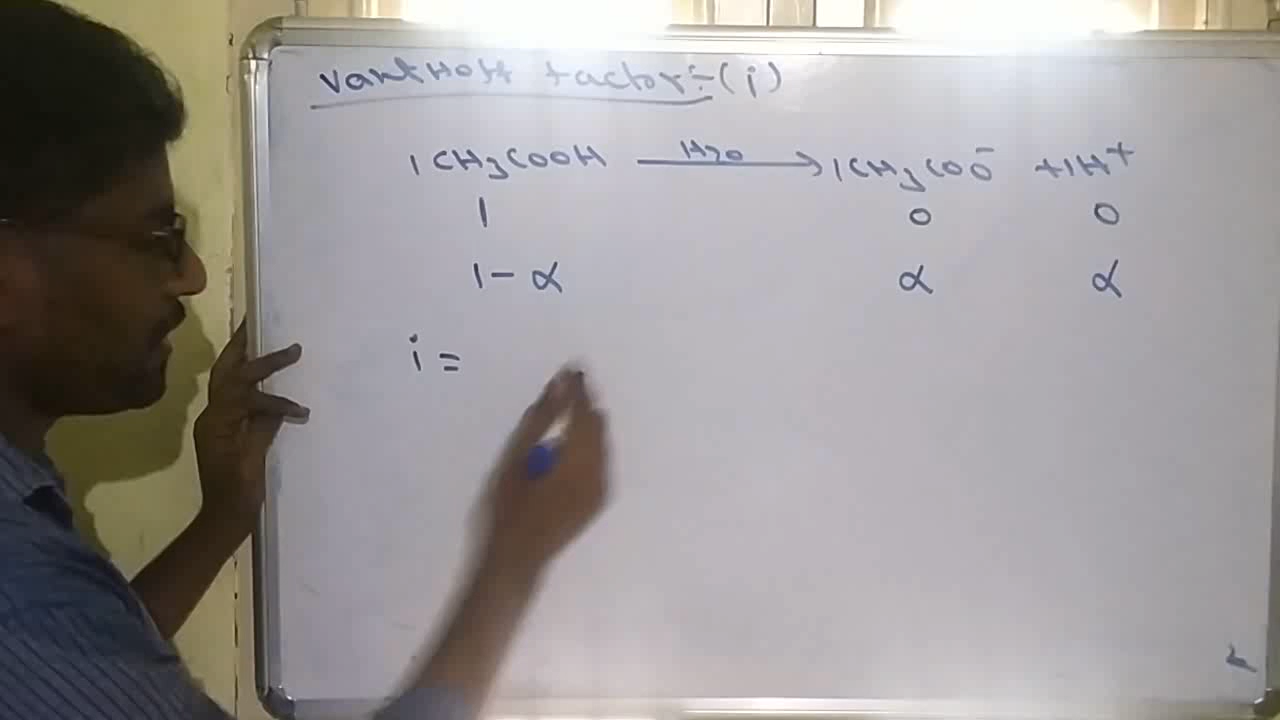 Vant Hoff factor ÷ (i)
1CH₃COOH H₂O → 1CH₃COO⁻ + 1H⁺
1 0 0
1-α α α
i =